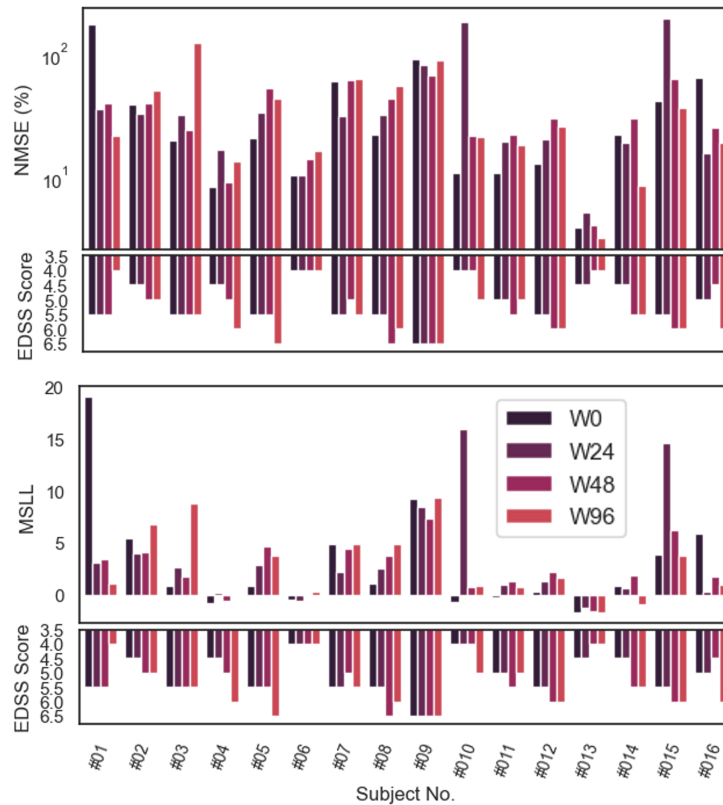 NMSE (%)
10²
10¹
EDSS Score
3.5
4.0
4.5
5.0
5.5
6.0
6.5
MSLL
20
15
10
5
0
W0
W24
W48
W96
EDSS Score
3.5
4.0
4.5
5.0
5.5
6.0
6.5
#01 #02 #03 #04 #05 #06 #07 #08 #09 #010 #011 #012 #013 #014 #015 #016
Subject No.